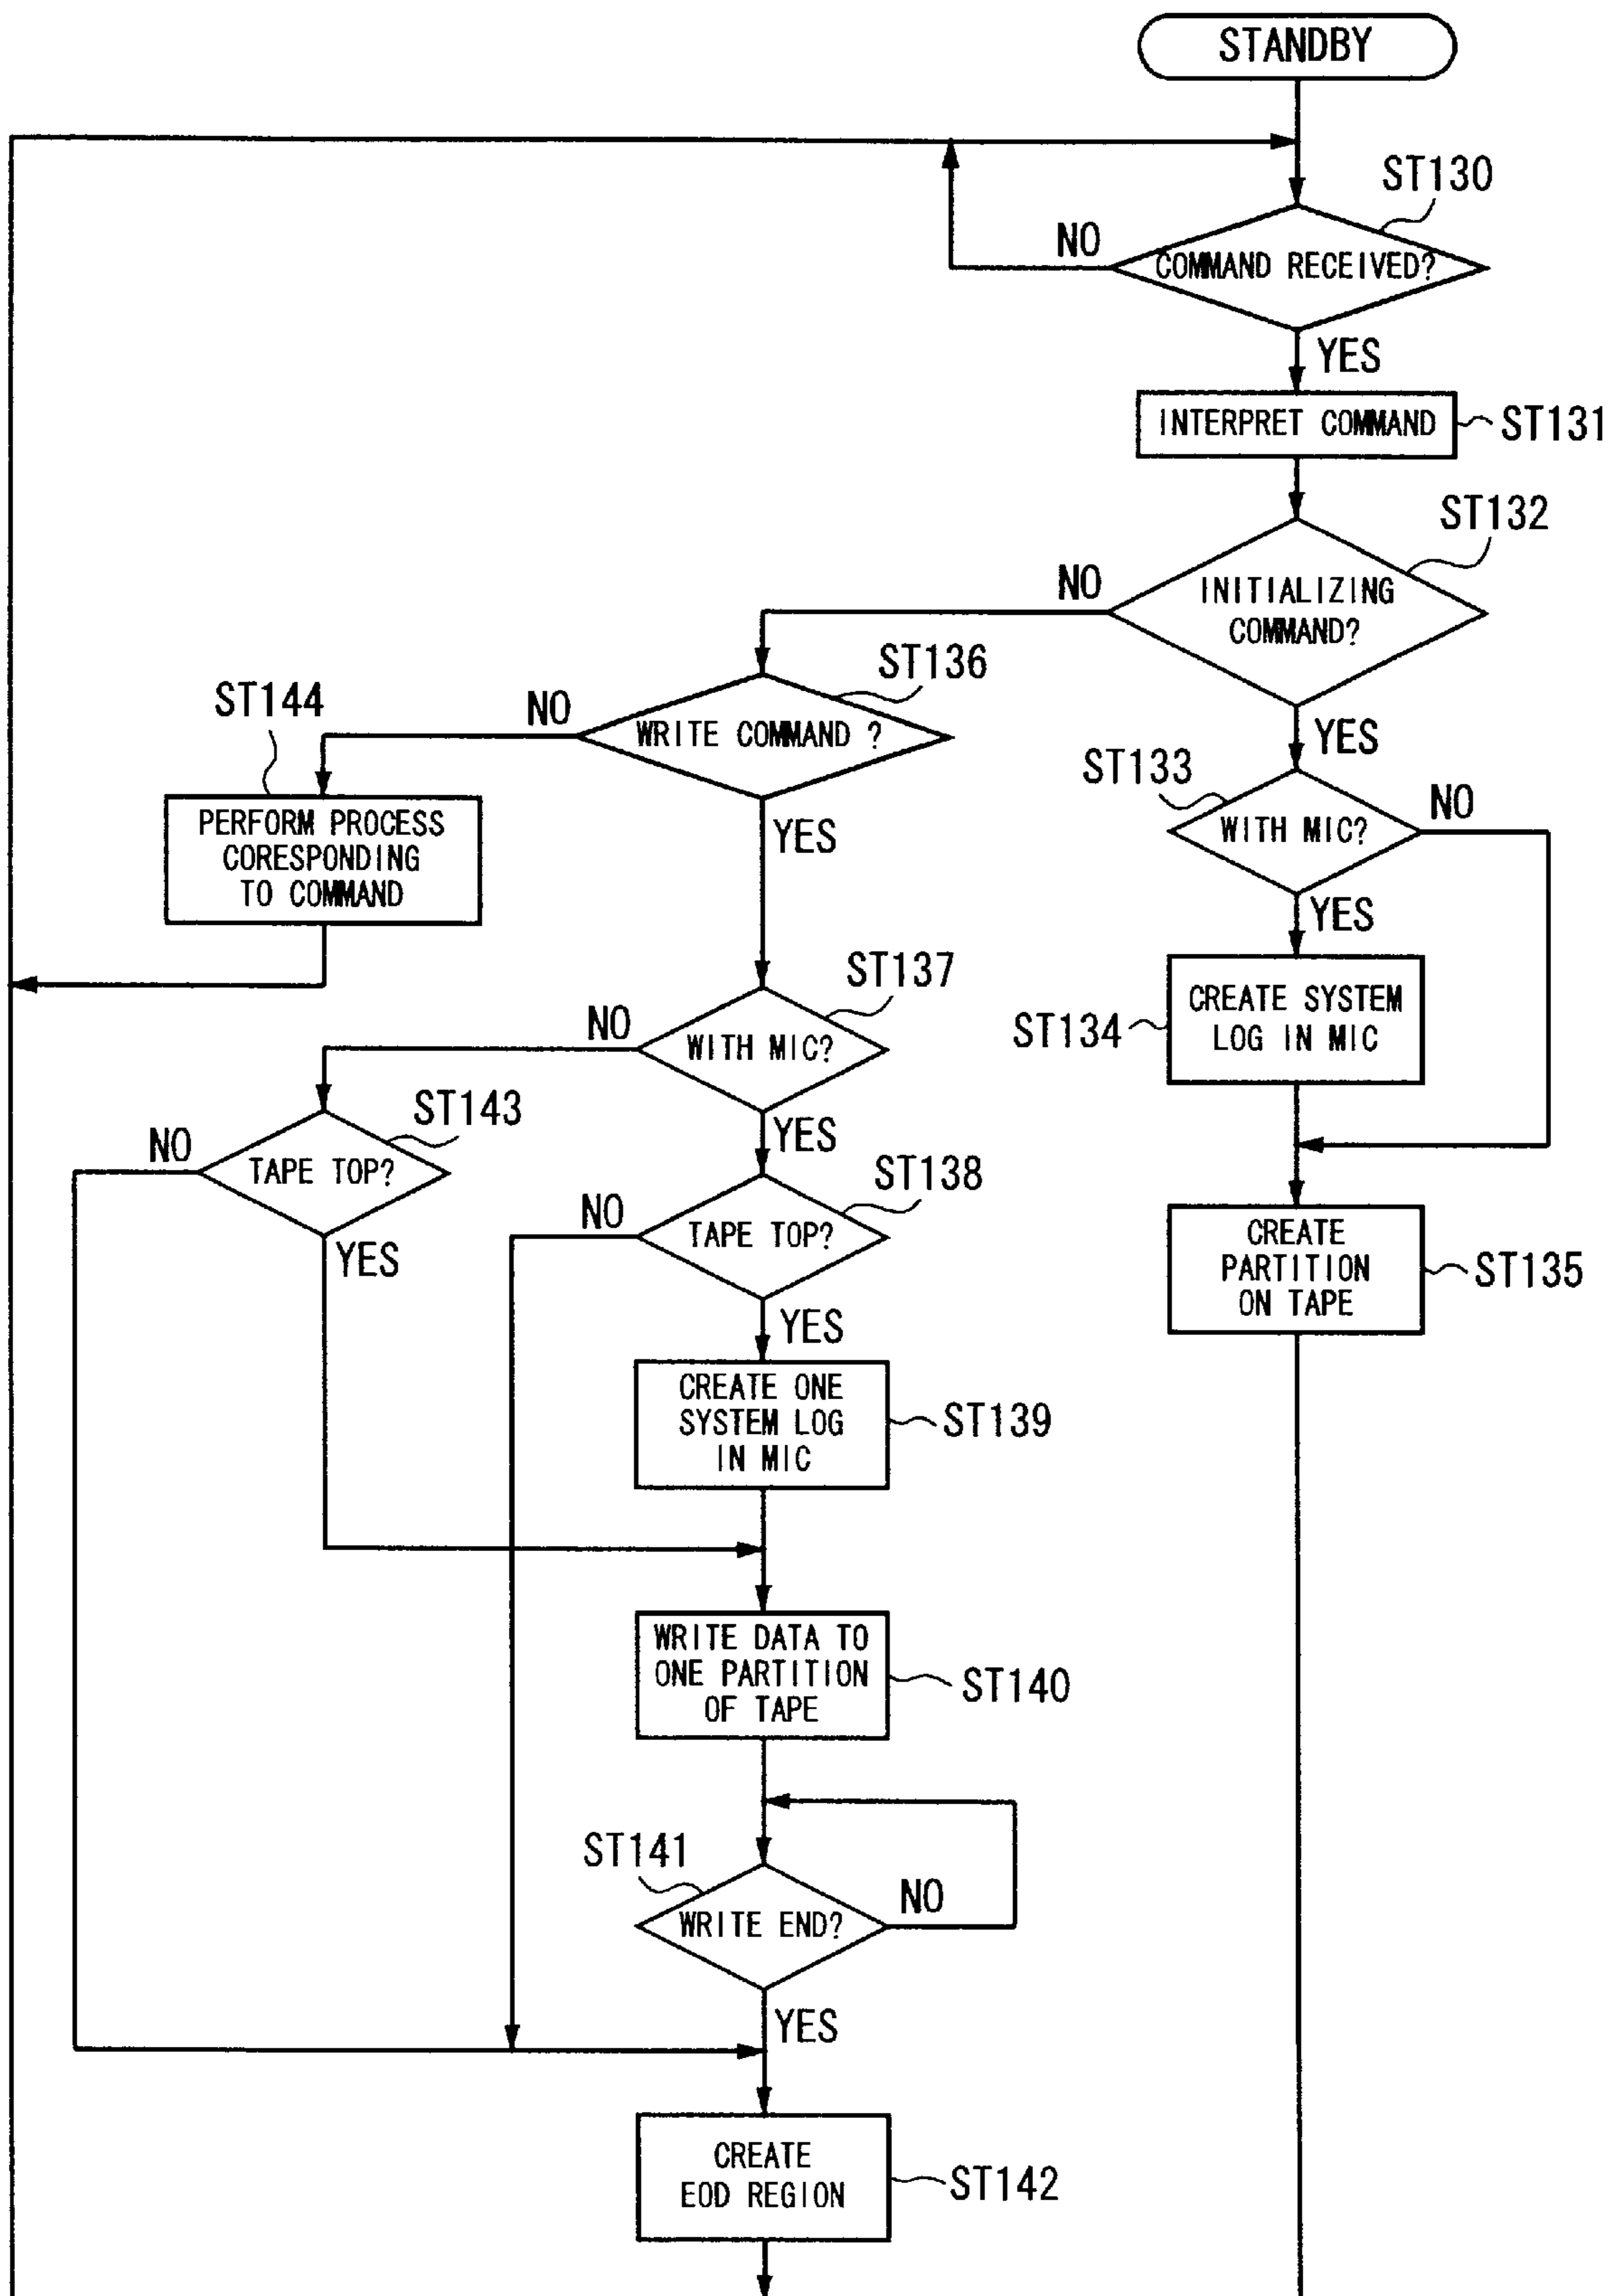 STANDBY
ST130
NO
COMMAND RECEIVED?
YES
INTERPRET COMMAND
ST131
ST132
NO
INITIALIZING
COMMAND?
ST136
ST144
NO
WRITE COMMAND ?
YES
ST133
NO
WITH MIC?
PERFORM PROCESS
CORESPONDING
TO COMMAND
YES
YES
ST137
CREATE SYSTEM
LOG IN MIC
ST134
NO
WITH MIC?
ST143
YES
NO
TAPE TOP?
ST138
NO
TAPE TOP?
YES
CREATE
PARTITION
ON TAPE
ST135
YES
CREATE ONE
SYSTEM LOG
IN MIC
ST139
WRITE DATA TO
ONE PARTITION
OF TAPE
ST140
ST141
NO
WRITE END?
YES
CREATE
EOD REGION
ST142